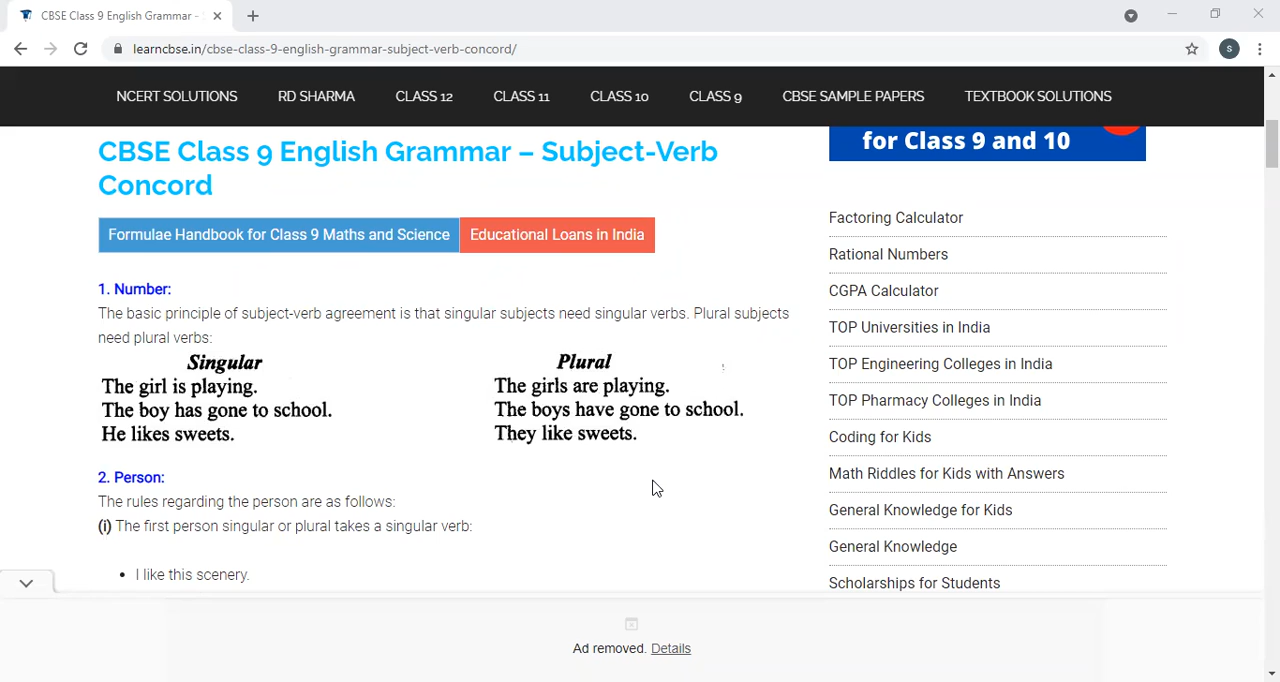 CBSE Class 9 English Grammar -
learncbse.in/cbse-class-9-english-grammar-subject-verb-concord/
S
NCERT SOLUTIONS RD SHARMA CLASS 12 CLASS 11 CLASS 10 CLASS 9 CBSE SAMPLE PAPERS TEXTBOOK SOLUTIONS
CBSE Class 9 English Grammar – Subject-Verb
Concord
Formulae Handbook for Class 9 Maths and Science Educational Loans in India
1. Number:
The basic principle of subject-verb agreement is that singular subjects need singular verbs. Plural subjects
need plural verbs:
Singular Plural
The girl is playing. The girls are playing.
The boy has gone to school. The boys have gone to school.
He likes sweets. They like sweets.
2. Person:
The rules regarding the person are as follows:
(i) The first person singular or plural takes a singular verb:
• I like this scenery.
for Class 9 and 10
Factoring Calculator
Rational Numbers
CGPA Calculator
TOP Universities in India
TOP Engineering Colleges in India
TOP Pharmacy Colleges in India
Coding for Kids
Math Riddles for Kids with Answers
General Knowledge for Kids
General Knowledge
Scholarships for Students
Ad removed. Details